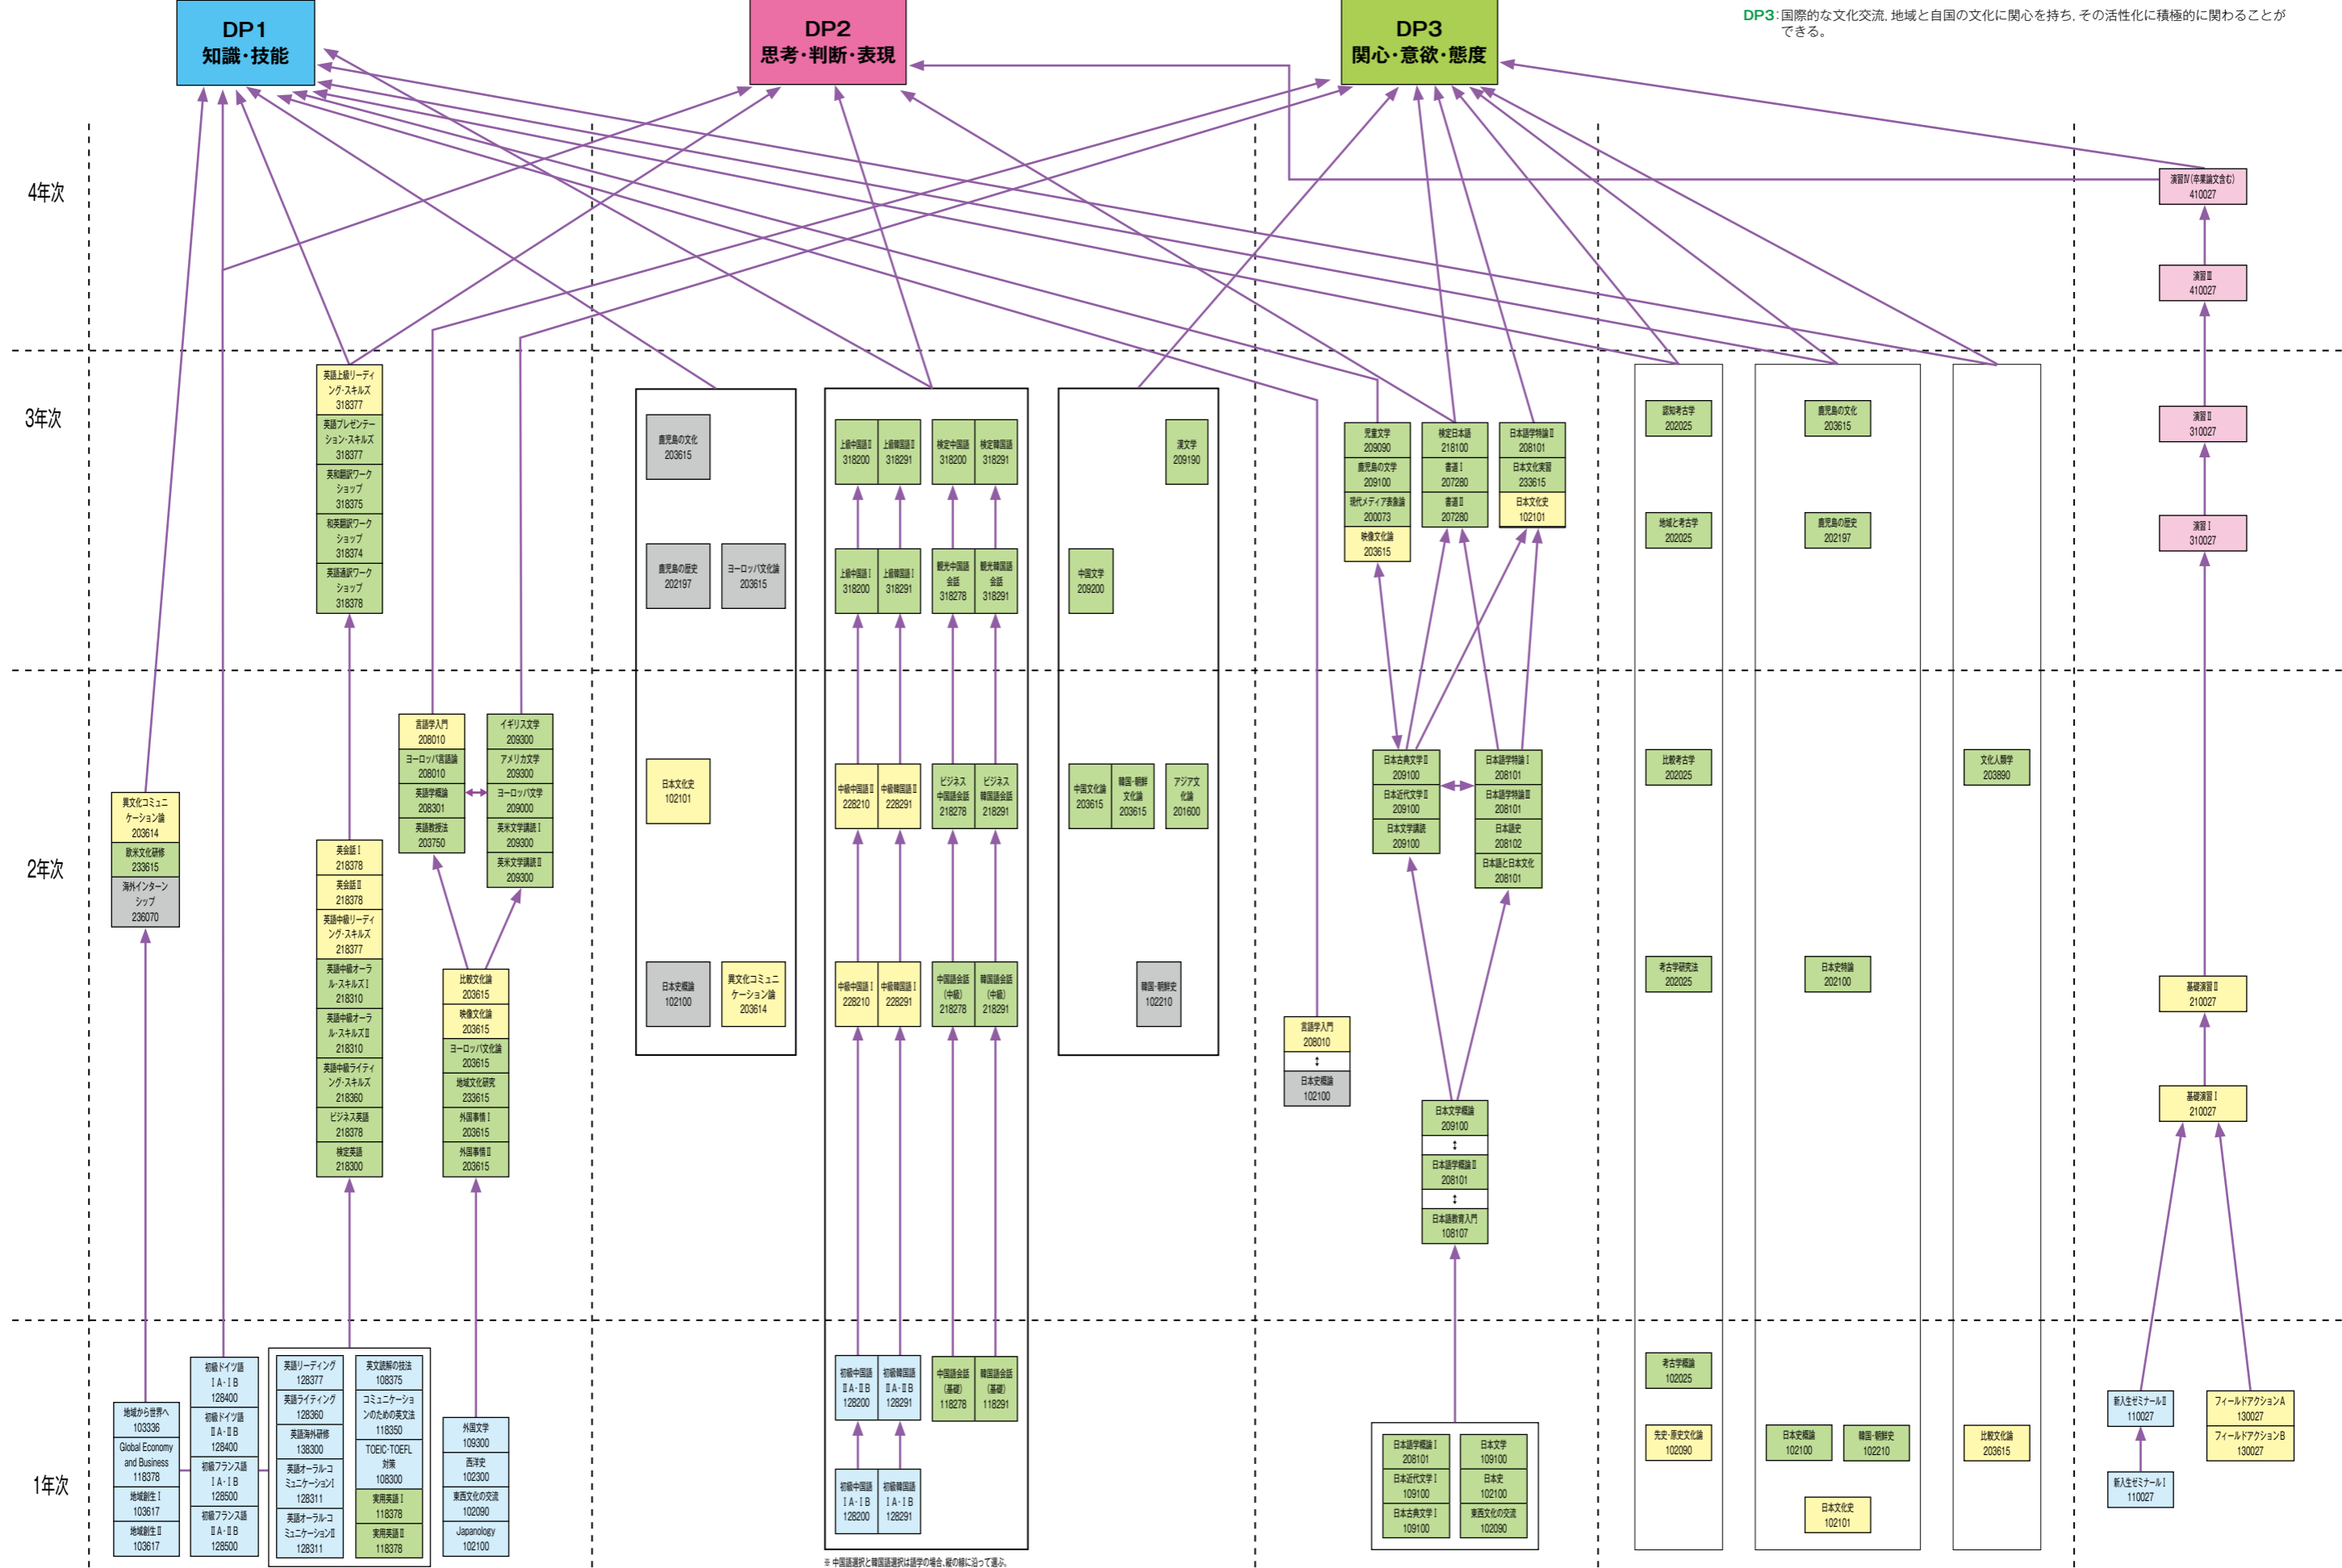 DP1
知識・技能
DP2
思考・判断・表現
DP3
関心・意欲・態度
DP3:国際的な文化交流, 地域と自国の文化に関心を持ち, その活性化に積極的に関わることが
できる。
4年次
演習Ⅳ(卒業論文含む)
410027
演習Ⅲ
410027
3年次
英語上級リーディ
ング・スキルズ
318377
英語プレゼンテー
ション・スキルズ
318377
英和翻訳ワーク
ショップ
318375
和英翻訳ワーク
ショップ
318374
英語通訳ワーク
ショップ
318378
鹿児島の文化
203615
鹿児島の歴史
202197
ヨーロッパ文化論
203615
上級中国語Ⅱ
318200
上級韓国語Ⅱ
318291
検定中国語
318200
検定韓国語
318291
上級中国語Ⅰ
318200
上級韓国語Ⅰ
318291
観光中国語
会話
318278
観光韓国語
会話
318291
漢文学
209190
中国文学
209200
児童文学
209090
鹿児島の文学
209100
現代メディア表象論
200073
映像文化論
203615
検定日本語
218100
書道Ⅰ
207280
書道Ⅱ
207280
日本語学特論Ⅱ
208101
日本文化実習
233615
日本文化史
102101
認知考古学
202025
地域と考古学
202025
鹿児島の文化
203615
鹿児島の歴史
202197
演習Ⅱ
310027
演習Ⅰ
310027
2年次
異文化コミュニ
ケーション論
203614
欧米文化研修
233615
海外インターン
シップ
236070
英会話Ⅰ
218378
英会話Ⅱ
218378
英語中級リーディ
ング・スキルズ
218377
英語中級オーラ
ル・スキルズⅠ
218310
英語中級オーラ
ル・スキルズⅡ
218310
英語中級ライティ
ング・スキルズ
218360
ビジネス英語
218378
検定英語
218300
言語学入門
208010
ヨーロッパ言語論
208010
英語学概論
208301
英語教授法
203750
イギリス文学
209300
アメリカ文学
209300
ヨーロッパ文学
209000
英米文学講読Ⅰ
209300
英米文学講読Ⅱ
209300
比較文化論
203615
映像文化論
203615
ヨーロッパ文化論
203615
地域文化研究
233615
外国事情Ⅰ
203615
外国事情Ⅱ
203615
日本文化史
102101
日本史概論
102100
異文化コミュニ
ケーション論
203614
中級中国語Ⅱ
228210
中級韓国語Ⅱ
228291
ビジネス
中国語会話
218278
ビジネス
韓国語会話
218291
中級中国語Ⅰ
228210
中級韓国語Ⅰ
228291
中国語会話
(中級)
218278
韓国語会話
(中級)
218291
中国文化論
203615
韓国・朝鮮
文化論
203615
アジア文
化論
201600
韓国・朝鮮史
102210
言語学入門
208010
↕
日本史概論
102100
日本古典文学Ⅱ
209100
日本近代文学Ⅱ
209100
日本文学講読
209100
日本語学特論Ⅰ
208101
日本語学特論Ⅲ
208101
日本語史
208102
日本語と日本文化
208101
日本文学概論
209100
↕
日本語学概論Ⅱ
208101
↕
日本語教育入門
108107
比較考古学
202025
考古学研究法
202025
日本史特論
202100
文化人類学
203890
基礎演習Ⅱ
210027
基礎演習Ⅰ
210027
1年次
地域から世界へ
103336
Global Economy
and Business
118378
地域創生Ⅰ
103617
地域創生Ⅱ
103617
初級ドイツ語
ⅠA・ⅠB
128400
初級ドイツ語
ⅡA・ⅡB
128400
初級フランス語
ⅠA・ⅠB
128500
初級フランス語
ⅡA・ⅡB
128500
英語リーディング
128377
英語ライティング
128360
英語海外研修
138300
英語オーラル・コ
ミュニケーションⅠ
128311
英語オーラル・コ
ミュニケーションⅡ
128311
英文読解の技法
108375
コミュニケーショ
ンのための英文法
118350
TOEIC・TOEFL
対策
108300
実用英語Ⅰ
118378
実用英語Ⅱ
118378
外国文学
109300
西洋史
102300
東西文化の交流
102090
Japanology
102100
初級中国語
ⅡA・ⅡB
128200
初級韓国語
ⅡA・ⅡB
128291
中国語会話
(基礎)
118278
韓国語会話
(基礎)
118291
初級中国語
ⅠA・ⅠB
128200
初級韓国語
ⅠA・ⅠB
128291
※ 中国語選択と韓国語選択は語学の場合、縦の線に沿って選ぶ。
日本語学概論Ⅰ
208101
日本近代文学Ⅰ
109100
日本古典文学Ⅰ
109100
日本文学
109100
日本史
102100
東西文化の交流
102090
考古学概論
102025
先史・原史文化論
102090
日本史概論
102100
韓国・朝鮮史
102210
日本文化史
102101
比較文化論
203615
新入生ゼミナールⅡ
110027
新入生ゼミナールⅠ
110027
フィールドアクションA
130027
フィールドアクションB
130027